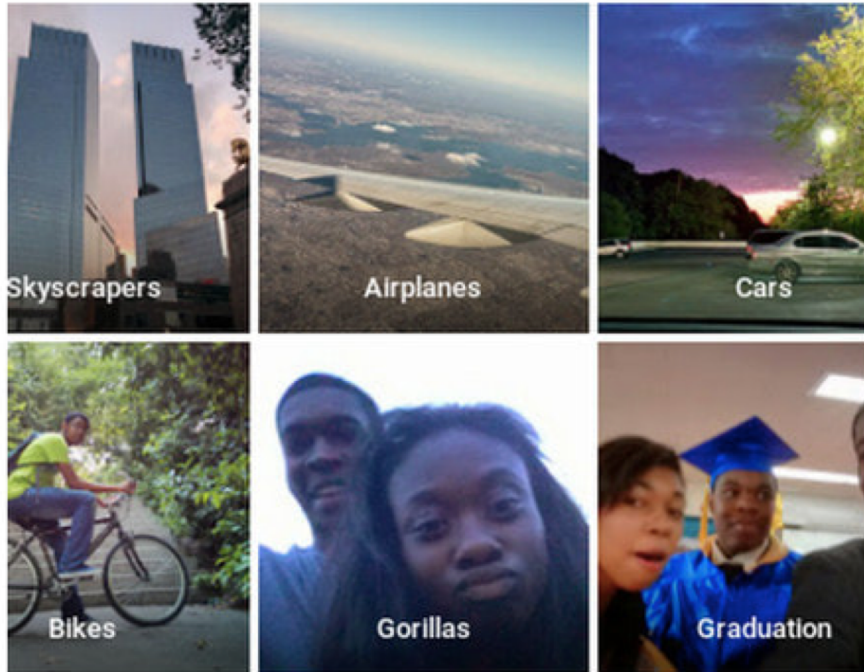 Skyscrapers
Airplanes
Cars
Bikes
Gorillas
Graduation